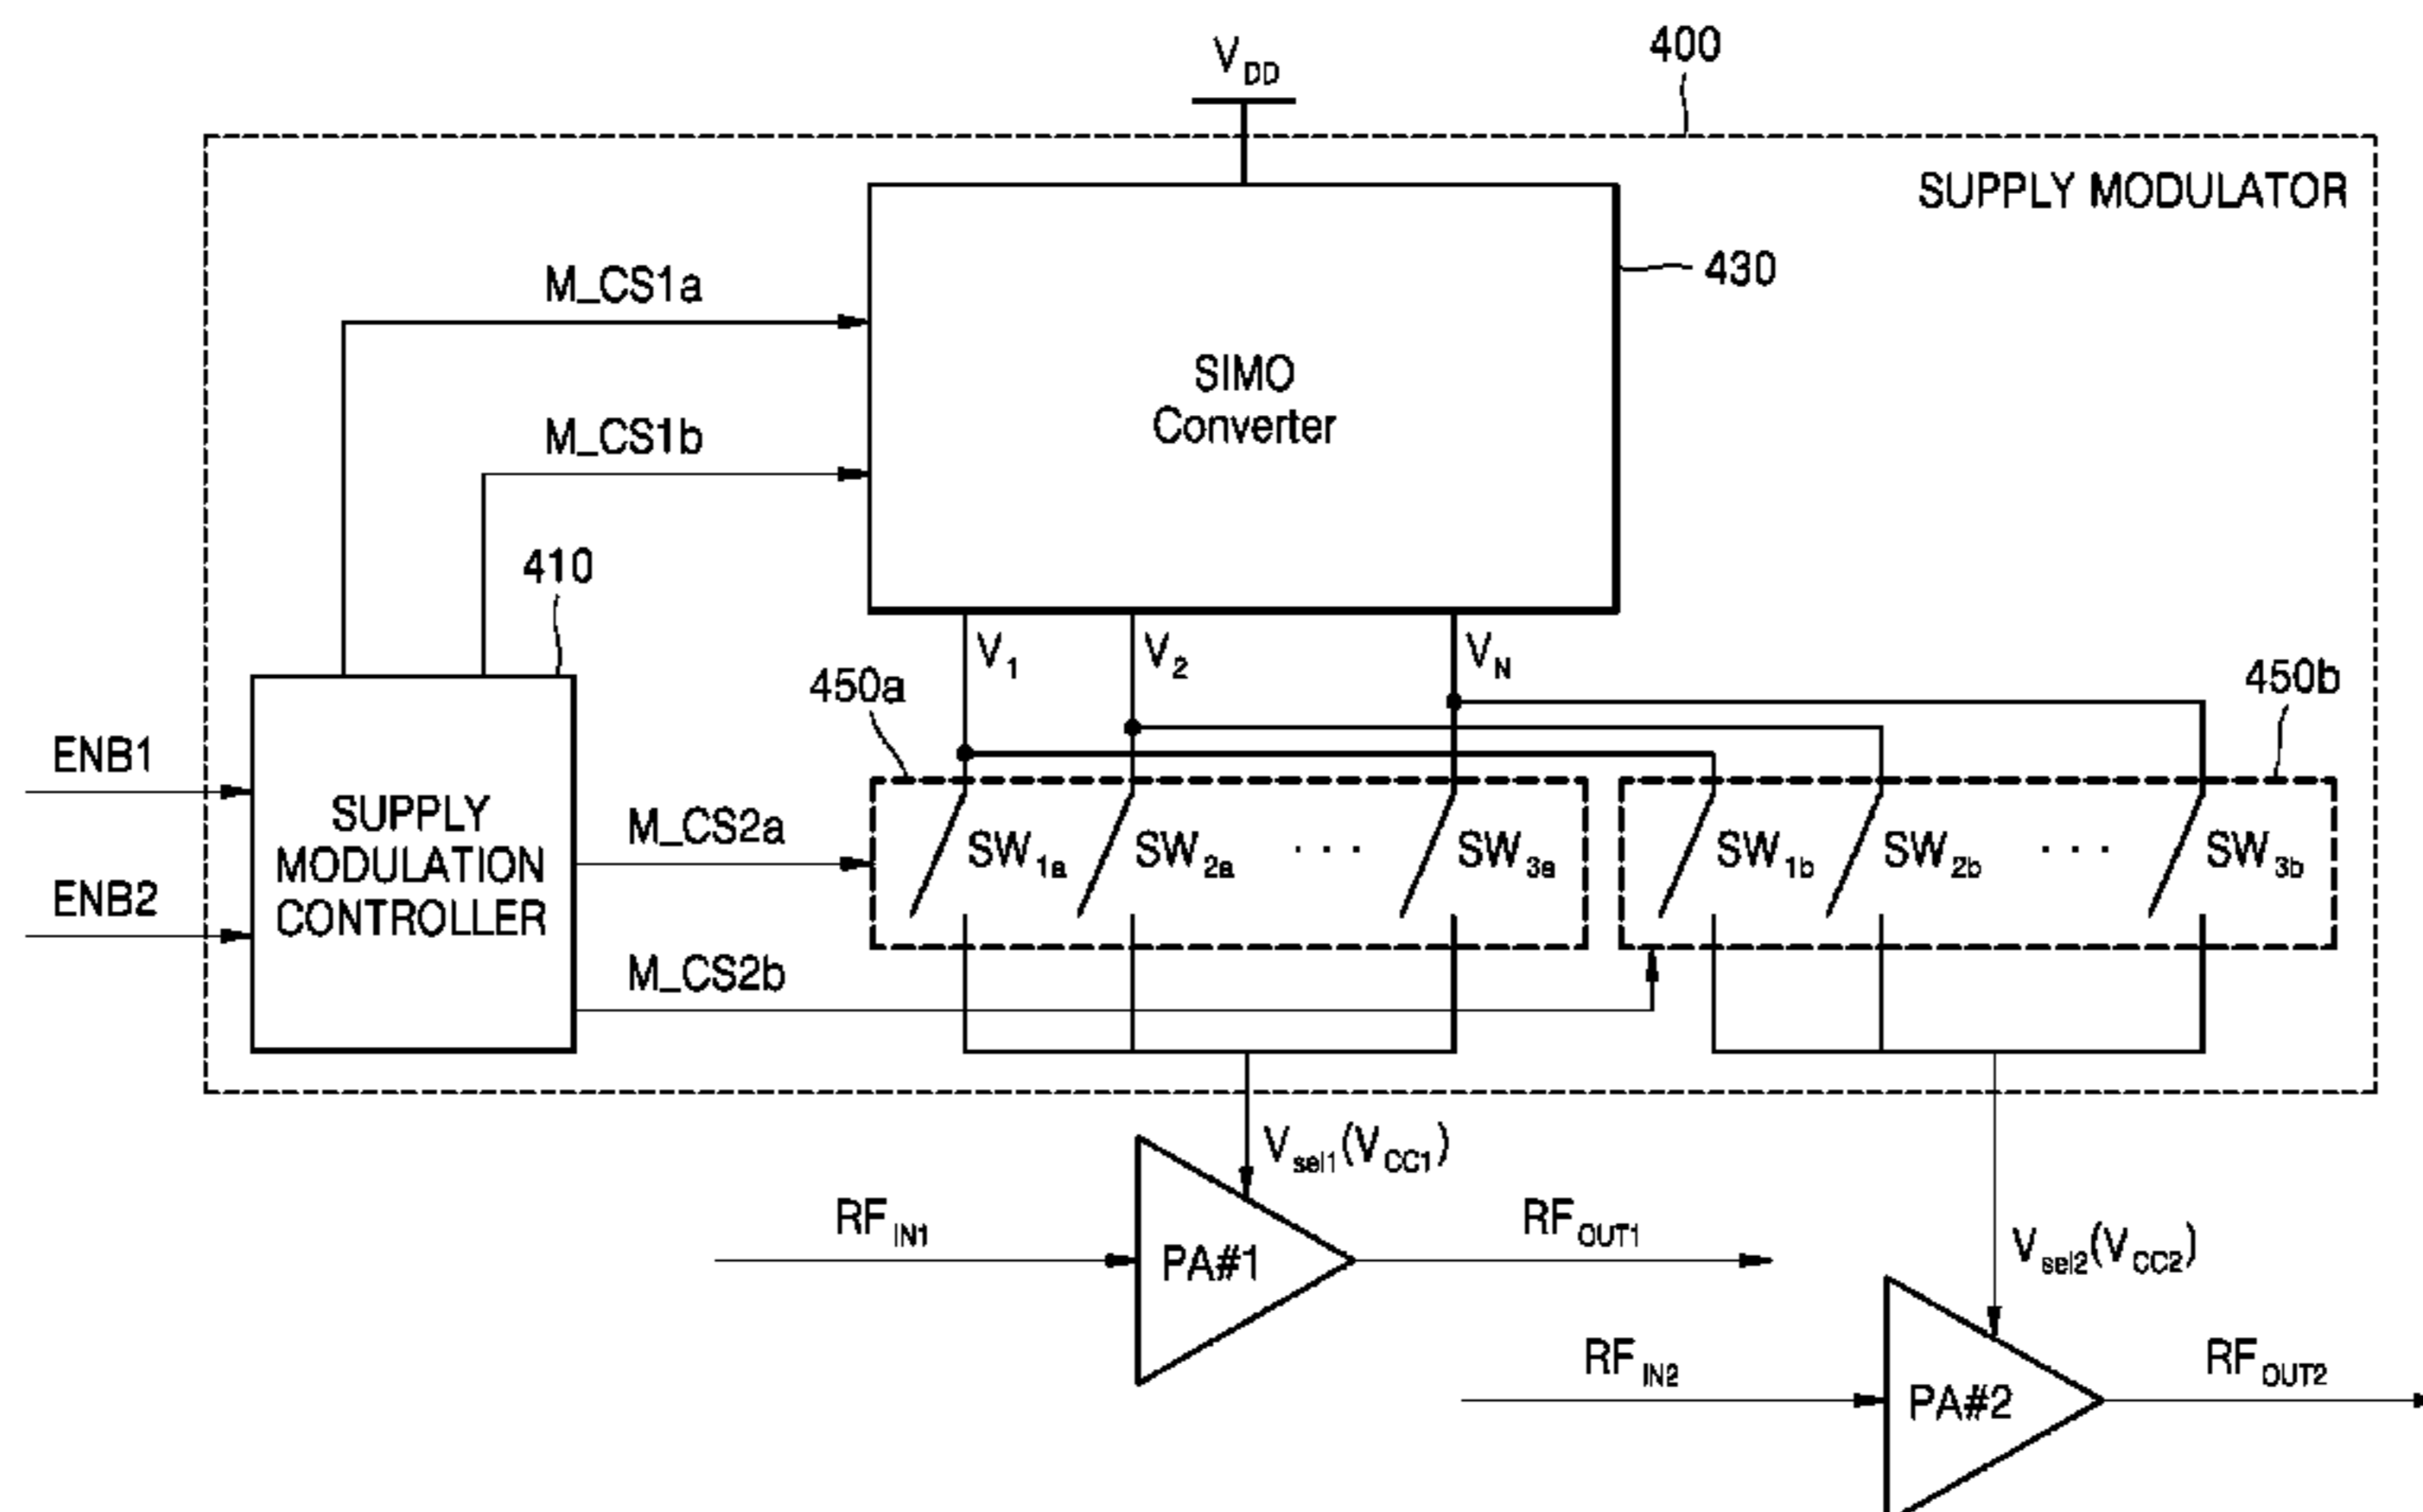 V_DD
400
SUPPLY MODULATOR
M_CS1a
430
SIMO
Converter
M_CS1b
410
V_1
V_2
V_N
450a
450b
ENB1
SUPPLY
MODULATION
CONTROLLER
ENB2
M_CS2a
SW_1a
SW_2a
· · ·
SW_3a
SW_1b
SW_2b
· · ·
SW_3b
M_CS2b
V_sel1(V_CC1)
RF_IN1
PA#1
RF_OUT1
V_sel2(V_CC2)
RF_IN2
PA#2
RF_OUT2